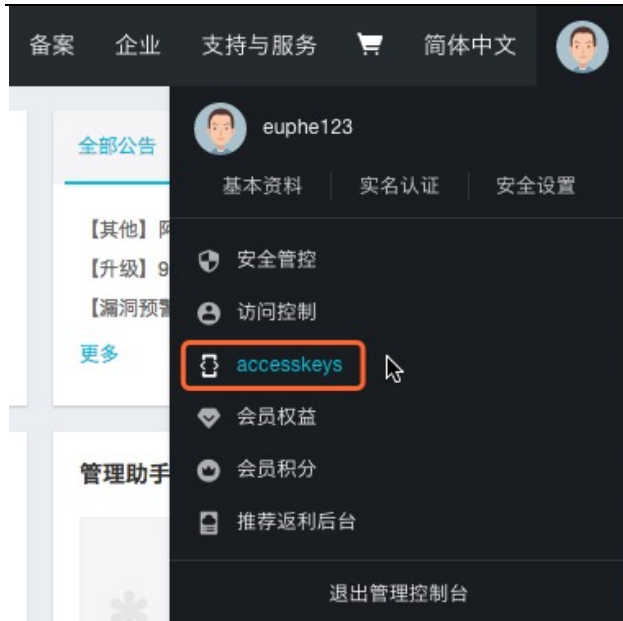 备案 企业 支持与服务 简体中文
全部公告
【其他】
【升级】9
【漏洞预警
更多
管理助手
euphe123
基本资料 实名认证 安全设置
安全管控
访问控制
accesskeys
会员权益
会员积分
推荐返利后台
退出管理控制台